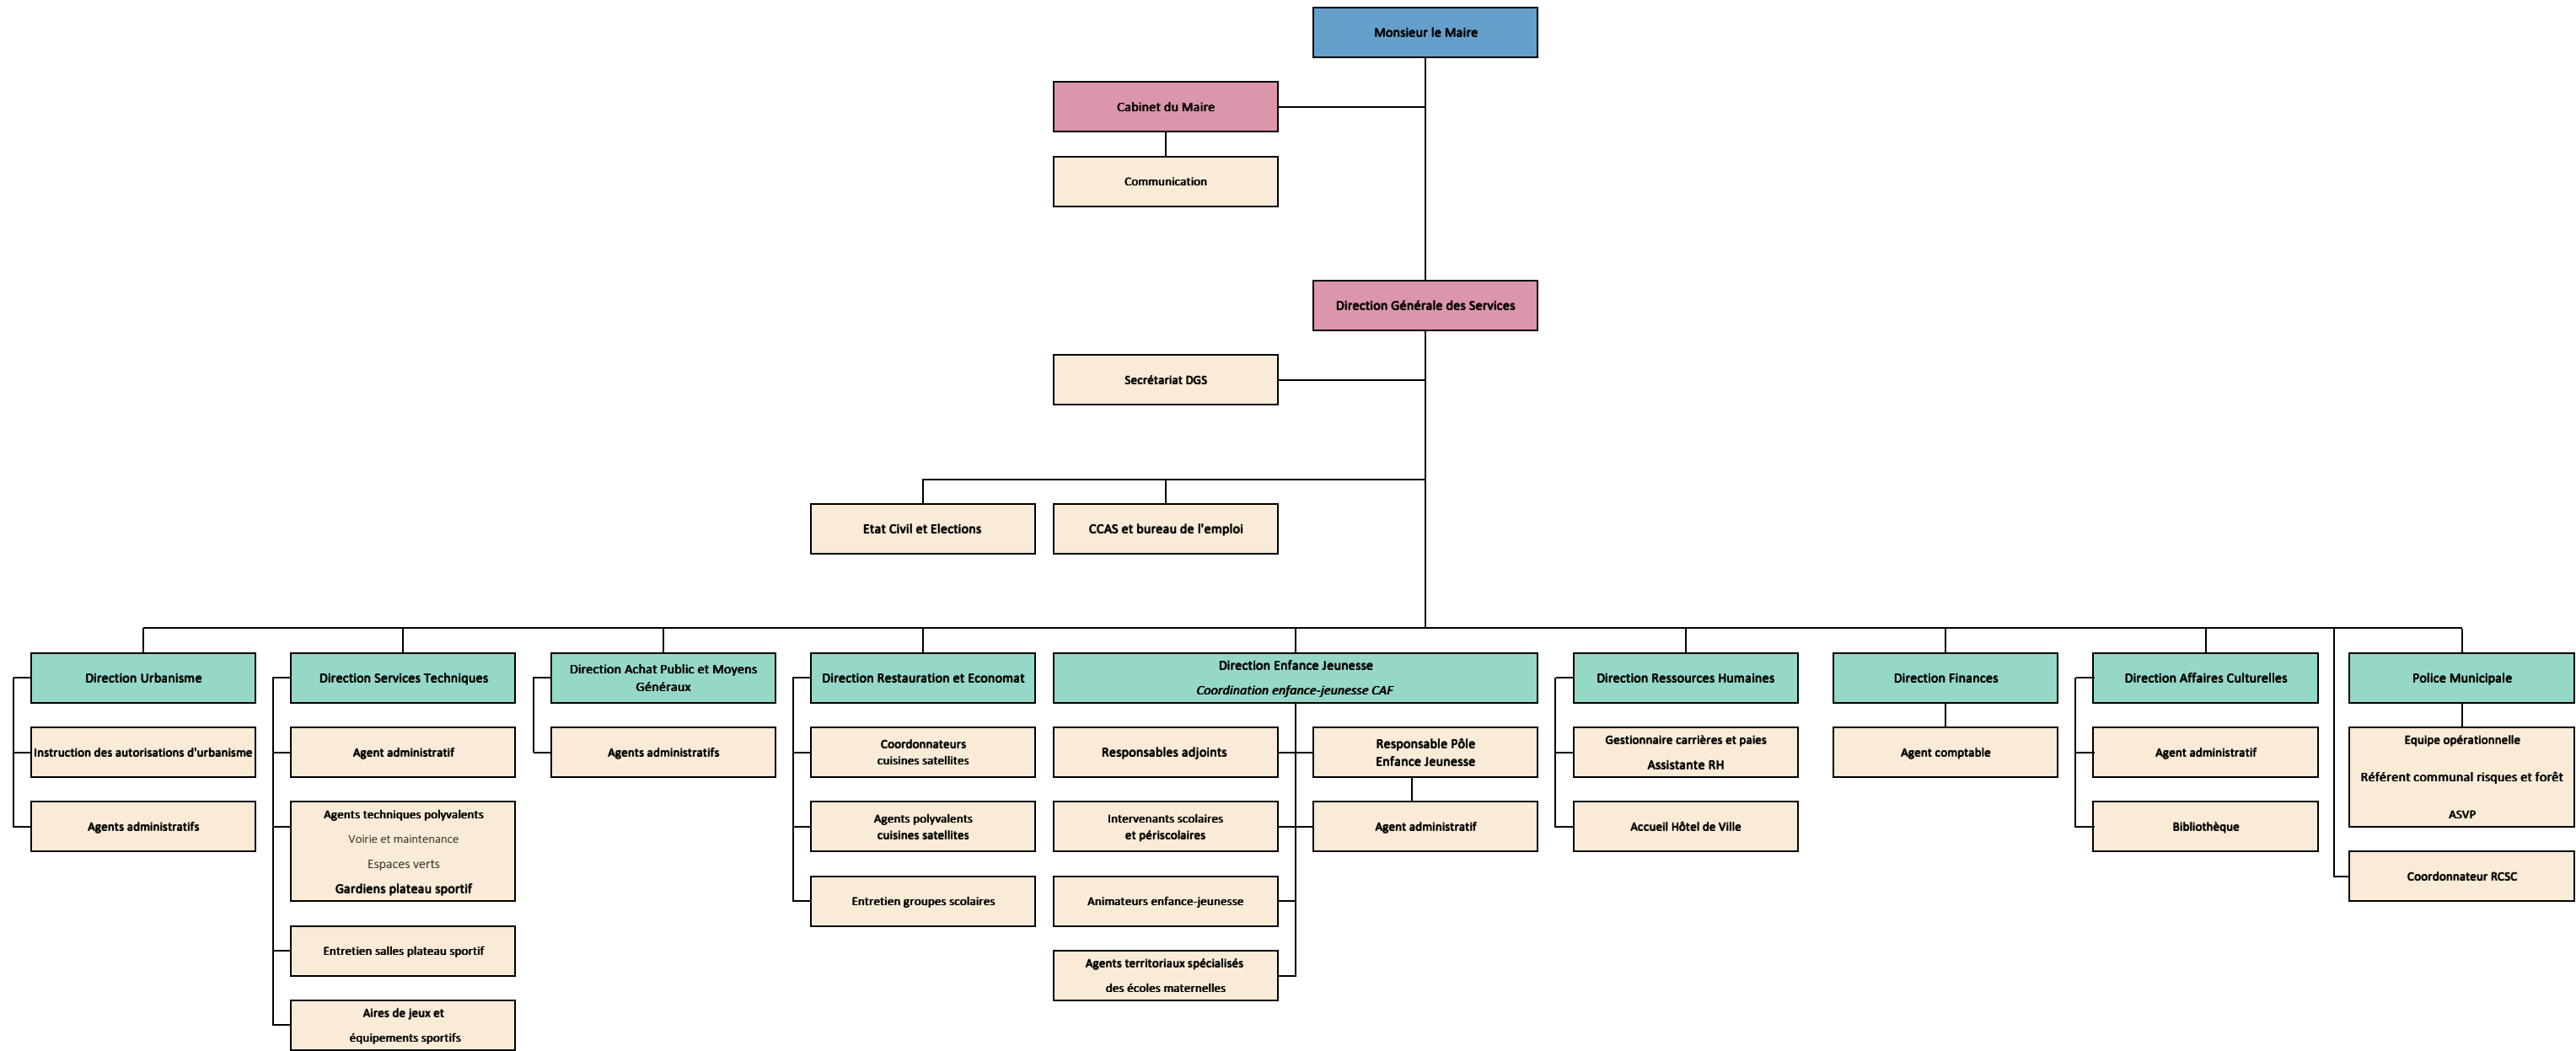 Monsieur le Maire
Cabinet du Maire
Communication
Direction Générale des Services
Secrétariat DGS
Etat Civil et Elections
CCAS et bureau de l'emploi
Direction Urbanisme
Instruction des autorisations d'urbanisme
Agents administratifs
Direction Services Techniques
Agent administratif
Agents techniques polyvalents
Voirie et maintenance
Espaces verts
Gardiens plateau sportif
Entretien salles plateau sportif
Aires de jeux et
équipements sportifs
Direction Achat Public et Moyens
Généraux
Agents administratifs
Direction Restauration et Economat
Coordonnateurs
cuisines satellites
Agents polyvalents
cuisines satellites
Entretien groupes scolaires
Direction Enfance Jeunesse
Coordination enfance-jeunesse CAF
Responsables adjoints
Intervenants scolaires
et périscolaires
Animateurs enfance-jeunesse
Agents territoriaux spécialisés
des écoles maternelles
Responsable Pôle
Enfance Jeunesse
Agent administratif
Direction Ressources Humaines
Gestionnaire carrières et paies
Assistante RH
Accueil Hôtel de Ville
Direction Finances
Agent comptable
Direction Affaires Culturelles
Agent administratif
Bibliothèque
Police Municipale
Equipe opérationnelle
Référent communal risques et forêt
ASVP
Coordonnateur RCSC